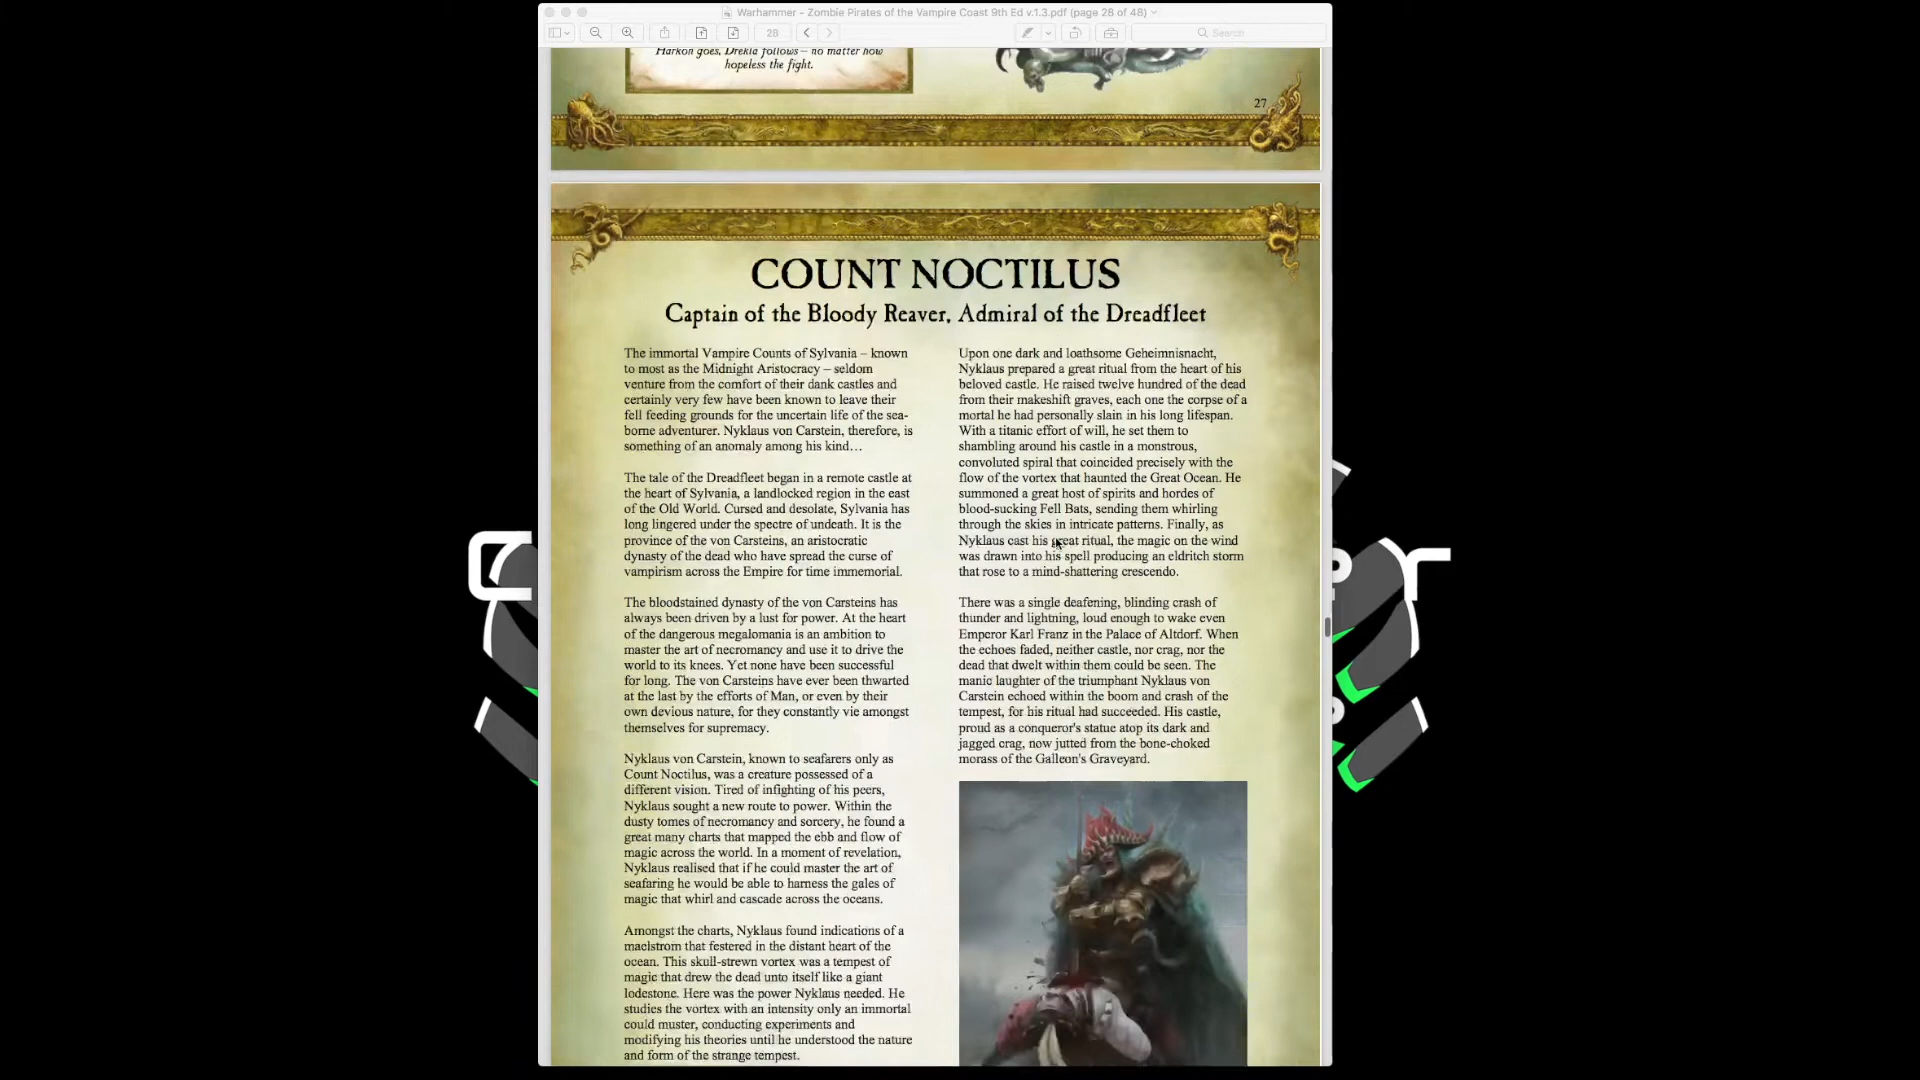 Warhammer - Zombie Pirates of the Vampire Coast 9th Ed v.1.3.pdf (page 28 of 48)
28
Search
Harkon goes, Drekla follows – no matter how
hopeless the fight.
27
COUNT NOCTILUS
Captain of the Bloody Reaver, Admiral of the Dreadfleet
The immortal Vampire Counts of Sylvania – known
to most as the Midnight Aristocracy – seldom
venture from the comfort of their dank castles and
certainly very few have been known to leave their
fell feeding grounds for the uncertain life of the sea-
borne adventurer. Nyklaus von Carstein, therefore, is
something of an anomaly among his kind…
The tale of the Dreadfleet began in a remote castle at
the heart of Sylvania, a landlocked region in the east
of the Old World. Cursed and desolate, Sylvania has
long lingered under the spectre of undeath. It is the
province of the von Carsteins, an aristocratic
dynasty of the dead who have spread the curse of
vampirism across the Empire for time immemorial.
The bloodstained dynasty of the von Carsteins has
always been driven by a lust for power. At the heart
of the dangerous megalomania is an ambition to
master the art of necromancy and use it to drive the
world to its knees. Yet none have been successful
for long. The von Carsteins have ever been thwarted
at the last by the efforts of Man, or even by their
own devious nature, for they constantly vie amongst
themselves for supremacy.
Nyklaus von Carstein, known to seafarers only as
Count Noctilus, was a creature possessed of a
different vision. Tired of infighting of his peers,
Nyklaus sought a new route to power. Within the
dusty tomes of necromancy and sorcery, he found a
great many charts that mapped the ebb and flow of
magic across the world. In a moment of revelation,
Nyklaus realised that if he could master the art of
seafaring he would be able to harness the gales of
magic that whirl and cascade across the oceans.
Amongst the charts, Nyklaus found indications of a
maelstrom that festered in the distant heart of the
ocean. This skull-strewn vortex was a tempest of
magic that drew the dead unto itself like a giant
lodestone. Here was the power Nyklaus needed. He
studies the vortex with an intensity only an immortal
could muster, conducting experiments and
modifying his theories until he understood the nature
and form of the strange tempest.
Upon one dark and loathsome Geheimnisnacht,
Nyklaus prepared a great ritual from the heart of his
beloved castle. He raised twelve hundred of the dead
from their makeshift graves, each one the corpse of a
mortal he had personally slain in his long lifespan.
With a titanic effort of will, he set them to
shambling around his castle in a monstrous,
convoluted spiral that coincided precisely with the
flow of the vortex that haunted the Great Ocean. He
summoned a great host of spirits and hordes of
blood-sucking Fell Bats, sending them whirling
through the skies in intricate patterns. Finally, as
Nyklaus cast his great ritual, the magic on the wind
was drawn into his spell producing an eldritch storm
that rose to a mind-shattering crescendo.
There was a single deafening, blinding crash of
thunder and lightning, loud enough to wake even
Emperor Karl Franz in the Palace of Altdorf. When
the echoes faded, neither castle, nor crag, nor the
dead that dwelt within them could be seen. The
manic laughter of the triumphant Nyklaus von
Carstein echoed within the boom and crash of the
tempest, for his ritual had succeeded. His castle,
proud as a conqueror's statue atop its dark and
jagged crag, now jutted from the bone-choked
morass of the Galleon's Graveyard.